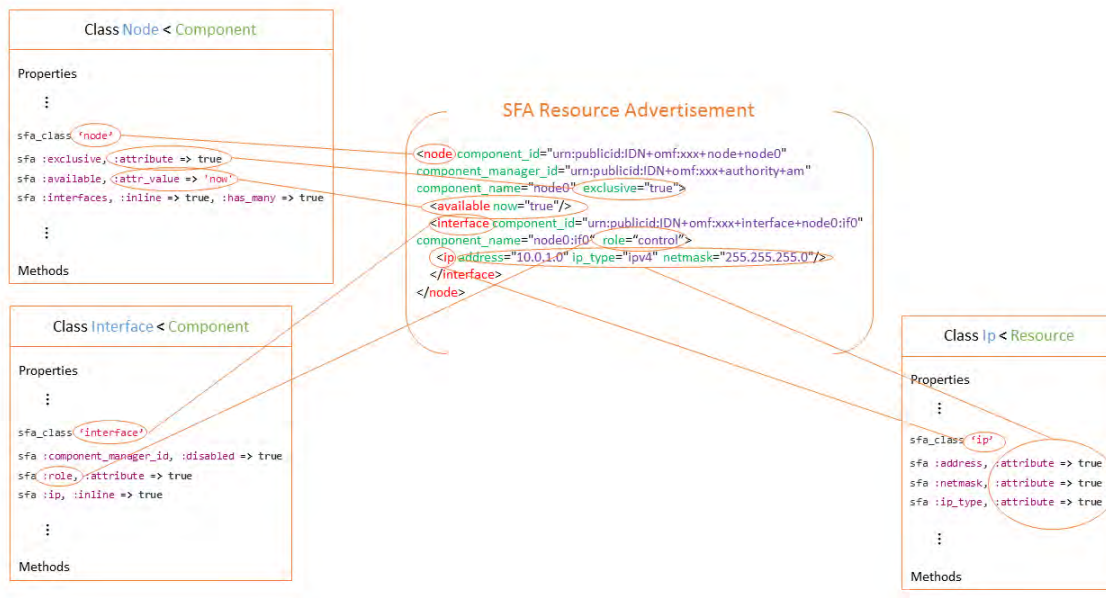 Class Node < Component
Properties
⋮
sfa_class 'node'
sfa :exclusive, :attribute => true
sfa :available, :attr_value => 'now'
sfa :interfaces, :inline => true, :has_many => true
⋮
Methods
SFA Resource Advertisement
<node component_id="urn:publicid:IDN+omf:xxx+node+node0"
component_manager_id="urn:publicid:IDN+omf:xxx+authority+am"
component_name="node0" exclusive="true">
<available now="true"/>
<interface component_id="urn:publicid:IDN+omf:xxx+interface+node0:if0"
component_name="node0:if0" role="control">
<ip address="10.0.1.0" ip_type="ipv4" netmask="255.255.255.0"/>
</interface>
</node>
Class Interface < Component
Properties
⋮
sfa_class 'interface'
sfa :component_manager_id, :disabled => true
sfa :role, :attribute => true
sfa :ip, :inline => true
⋮
Methods
Class Ip < Resource
Properties
⋮
sfa_class 'ip'
sfa :address, :attribute => true
sfa :netmask, :attribute => true
sfa :ip_type, :attribute => true
⋮
Methods